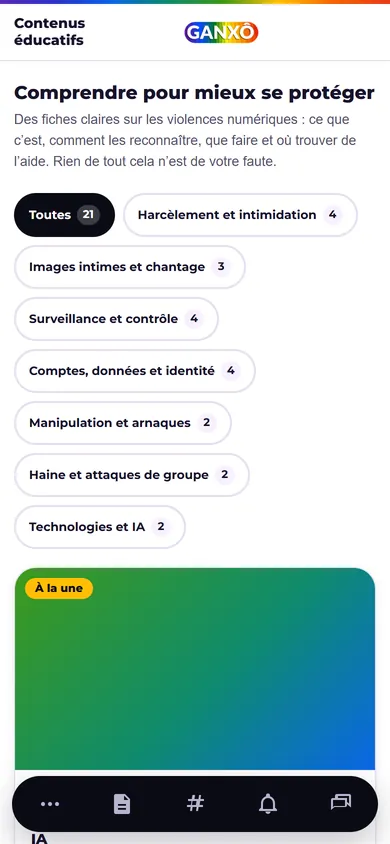 Contenus
éducatifs
GANXÔ
Comprendre pour mieux se protéger
Des fiches claires sur les violences numériques : ce que
c’est, comment les reconnaître, que faire et où trouver de
l’aide. Rien de tout cela n’est de votre faute.
Toutes 21
Harcèlement et intimidation 4
Images intimes et chantage 3
Surveillance et contrôle 4
Comptes, données et identité 4
Manipulation et arnaques 2
Haine et attaques de groupe 2
Technologies et IA 2
À la une
IA